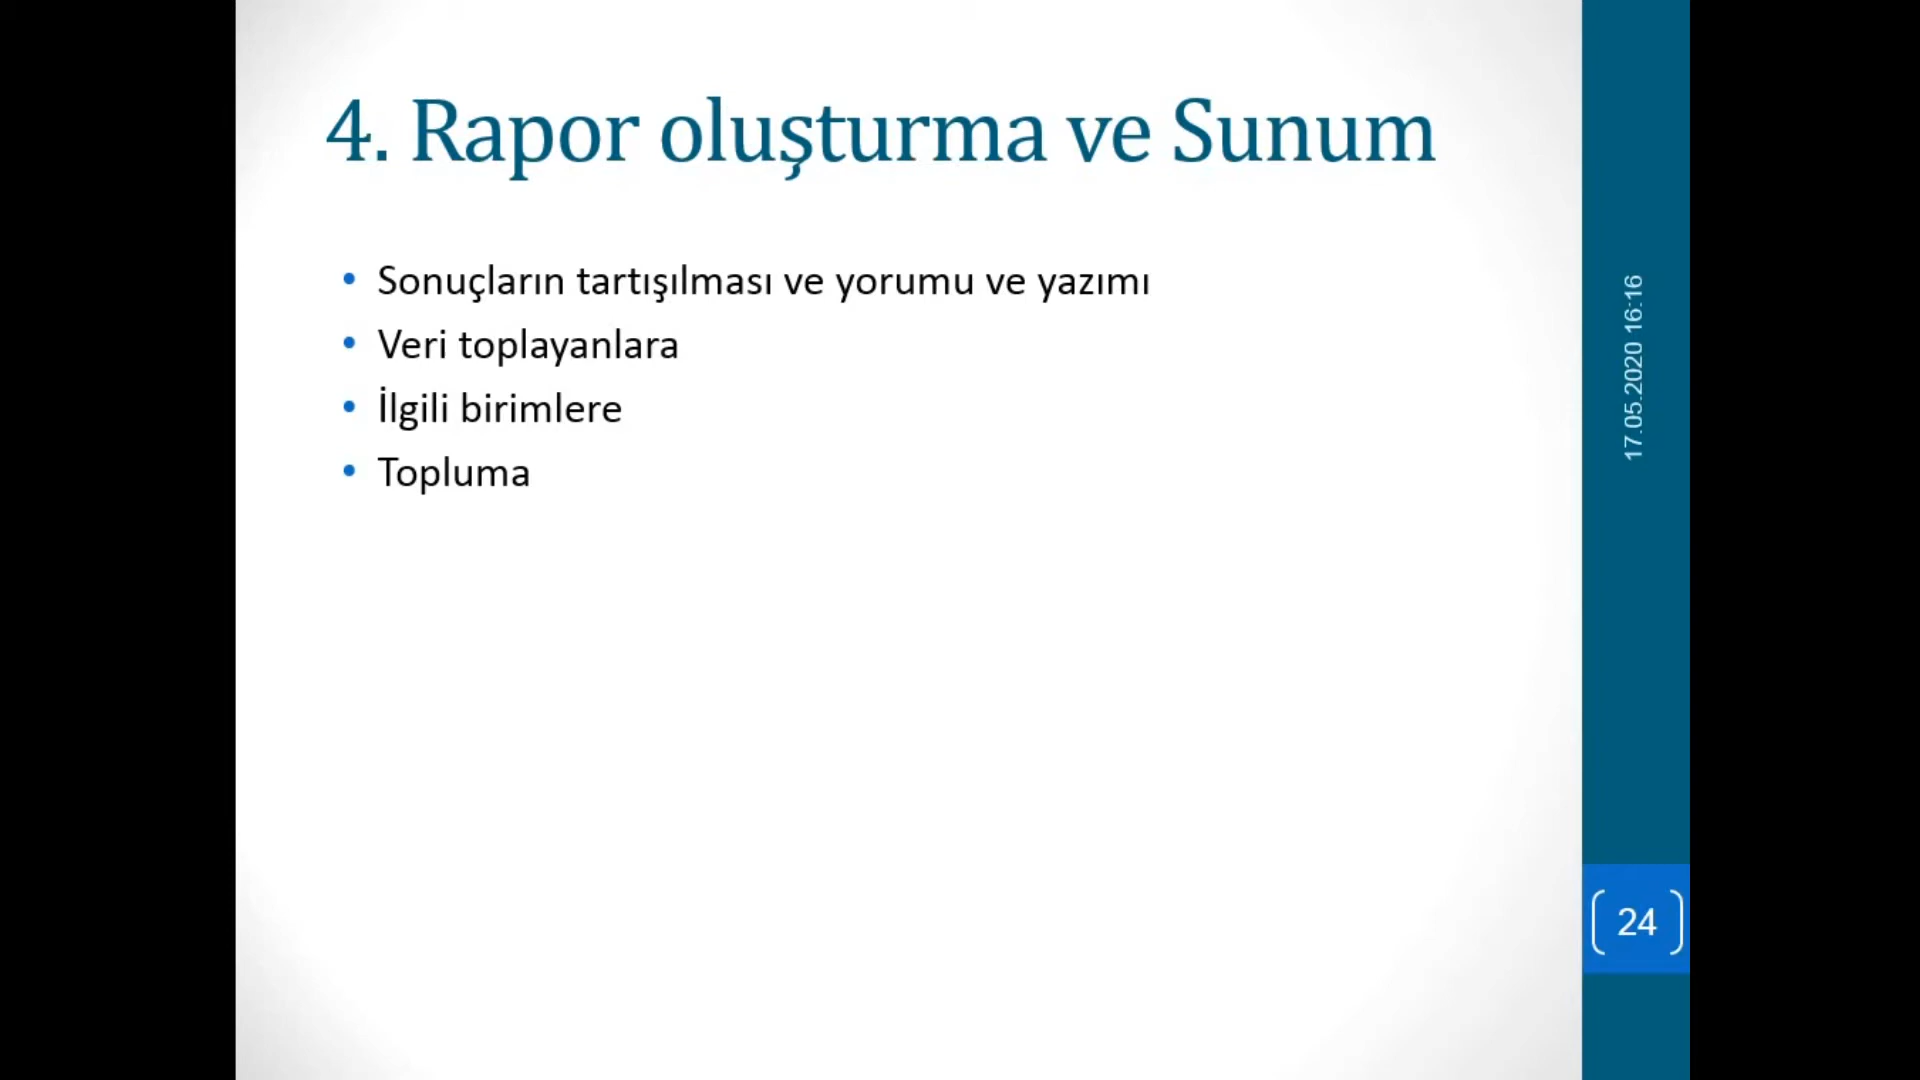 4. Rapor oluşturma ve Sunum
• Sonuçların tartışılması ve yorumu ve yazımı
• Veri toplayanlara
• İlgili birimlere
• Topluma
17.05.2020 16:16
24